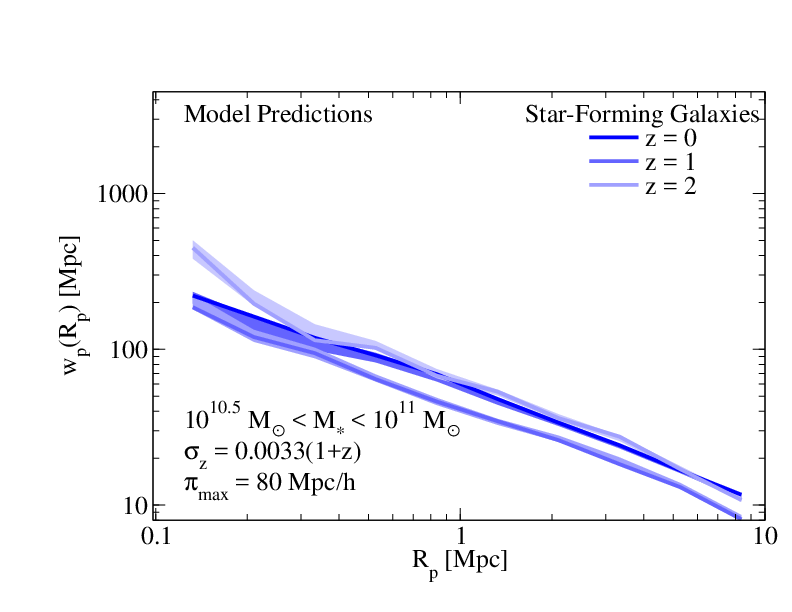 Model Predictions
Star-Forming Galaxies
z = 0
z = 1
z = 2
1000
100
10
w_p(R_p) [Mpc]
10^10.5 M_⊙ < M_* < 10^11 M_⊙
σ_z = 0.0033(1+z)
π_max = 80 Mpc/h
0.1
1
10
R_p [Mpc]